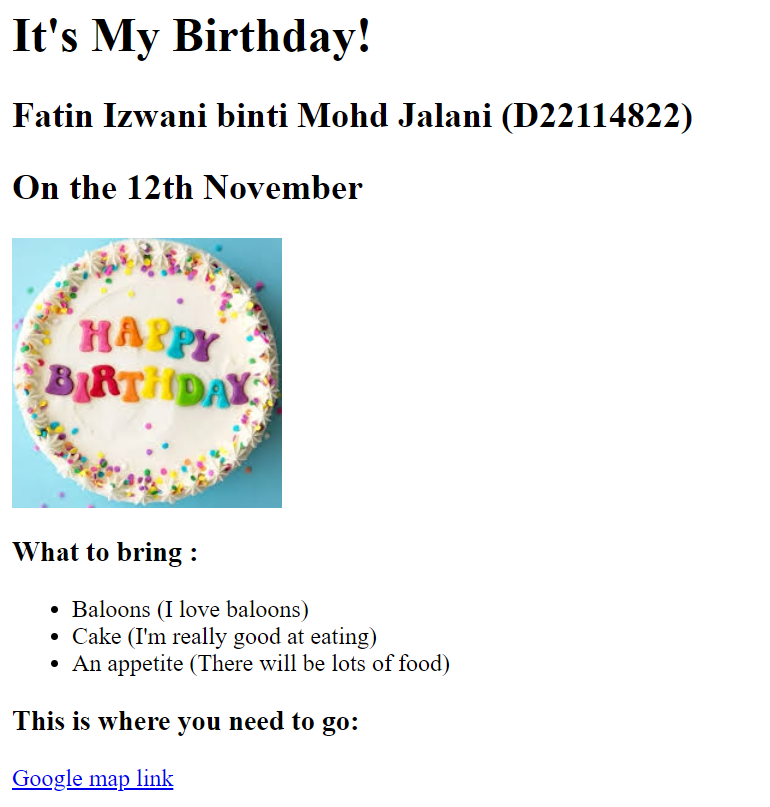 It's My Birthday!
Fatin Izwani binti Mohd Jalani (D22114822)
On the 12th November
HAPPY
BIRTHDAY
What to bring :
Baloons (I love baloons)
Cake (I'm really good at eating)
An appetite (There will be lots of food)
This is where you need to go:
Google map link